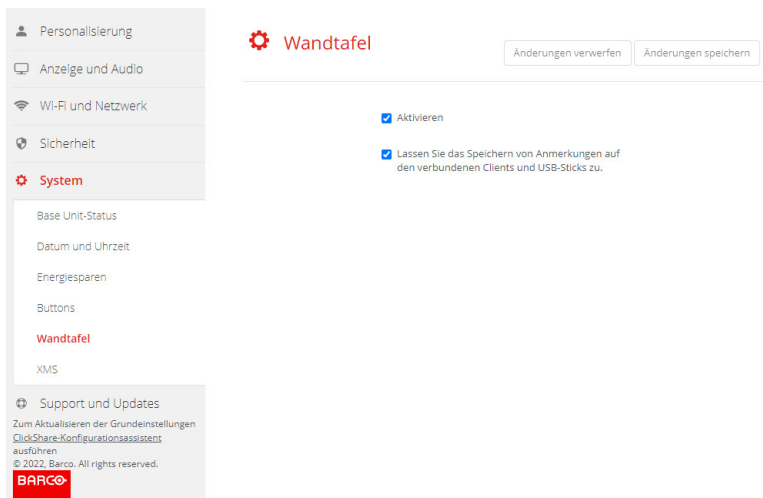 Personalisierung
Anzeige und Audio
Wi-Fi und Netzwerk
Sicherheit
System
Base Unit-Status
Datum und Uhrzeit
Energiesparen
Buttons
Wandtafel
XMS
Support und Updates
Zum Aktualisieren der Grundeinstellungen
ClickShare-Konfigurationsassistent
ausführen
© 2022, Barco. All rights reserved.
BARCO
Wandtafel
Änderungen verwerfen
Änderungen speichern
Aktivieren
Lassen Sie das Speichern von Anmerkungen auf
den verbundenen Clients und USB-Sticks zu.